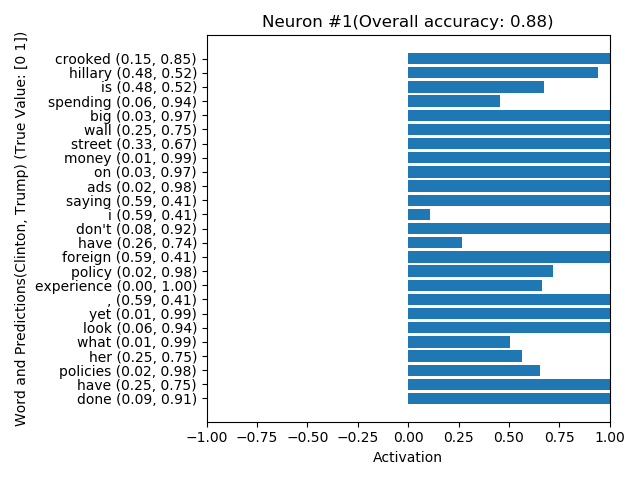 Neuron #1(Overall accuracy: 0.88)
Word and Predictions(Clinton, Trump) (True Value: [0 1])
crooked (0.15, 0.85)
hillary (0.48, 0.52)
is (0.48, 0.52)
spending (0.06, 0.94)
big (0.03, 0.97)
wall (0.25, 0.75)
street (0.33, 0.67)
money (0.01, 0.99)
on (0.03, 0.97)
ads (0.02, 0.98)
saying (0.59, 0.41)
i (0.59, 0.41)
don't (0.08, 0.92)
have (0.26, 0.74)
foreign (0.59, 0.41)
policy (0.02, 0.98)
experience (0.00, 1.00)
, (0.59, 0.41)
yet (0.01, 0.99)
look (0.06, 0.94)
what (0.01, 0.99)
her (0.25, 0.75)
policies (0.02, 0.98)
have (0.25, 0.75)
done (0.09, 0.91)
−1.00 −0.75 −0.50 −0.25 0.00 0.25 0.50 0.75 1.00
Activation